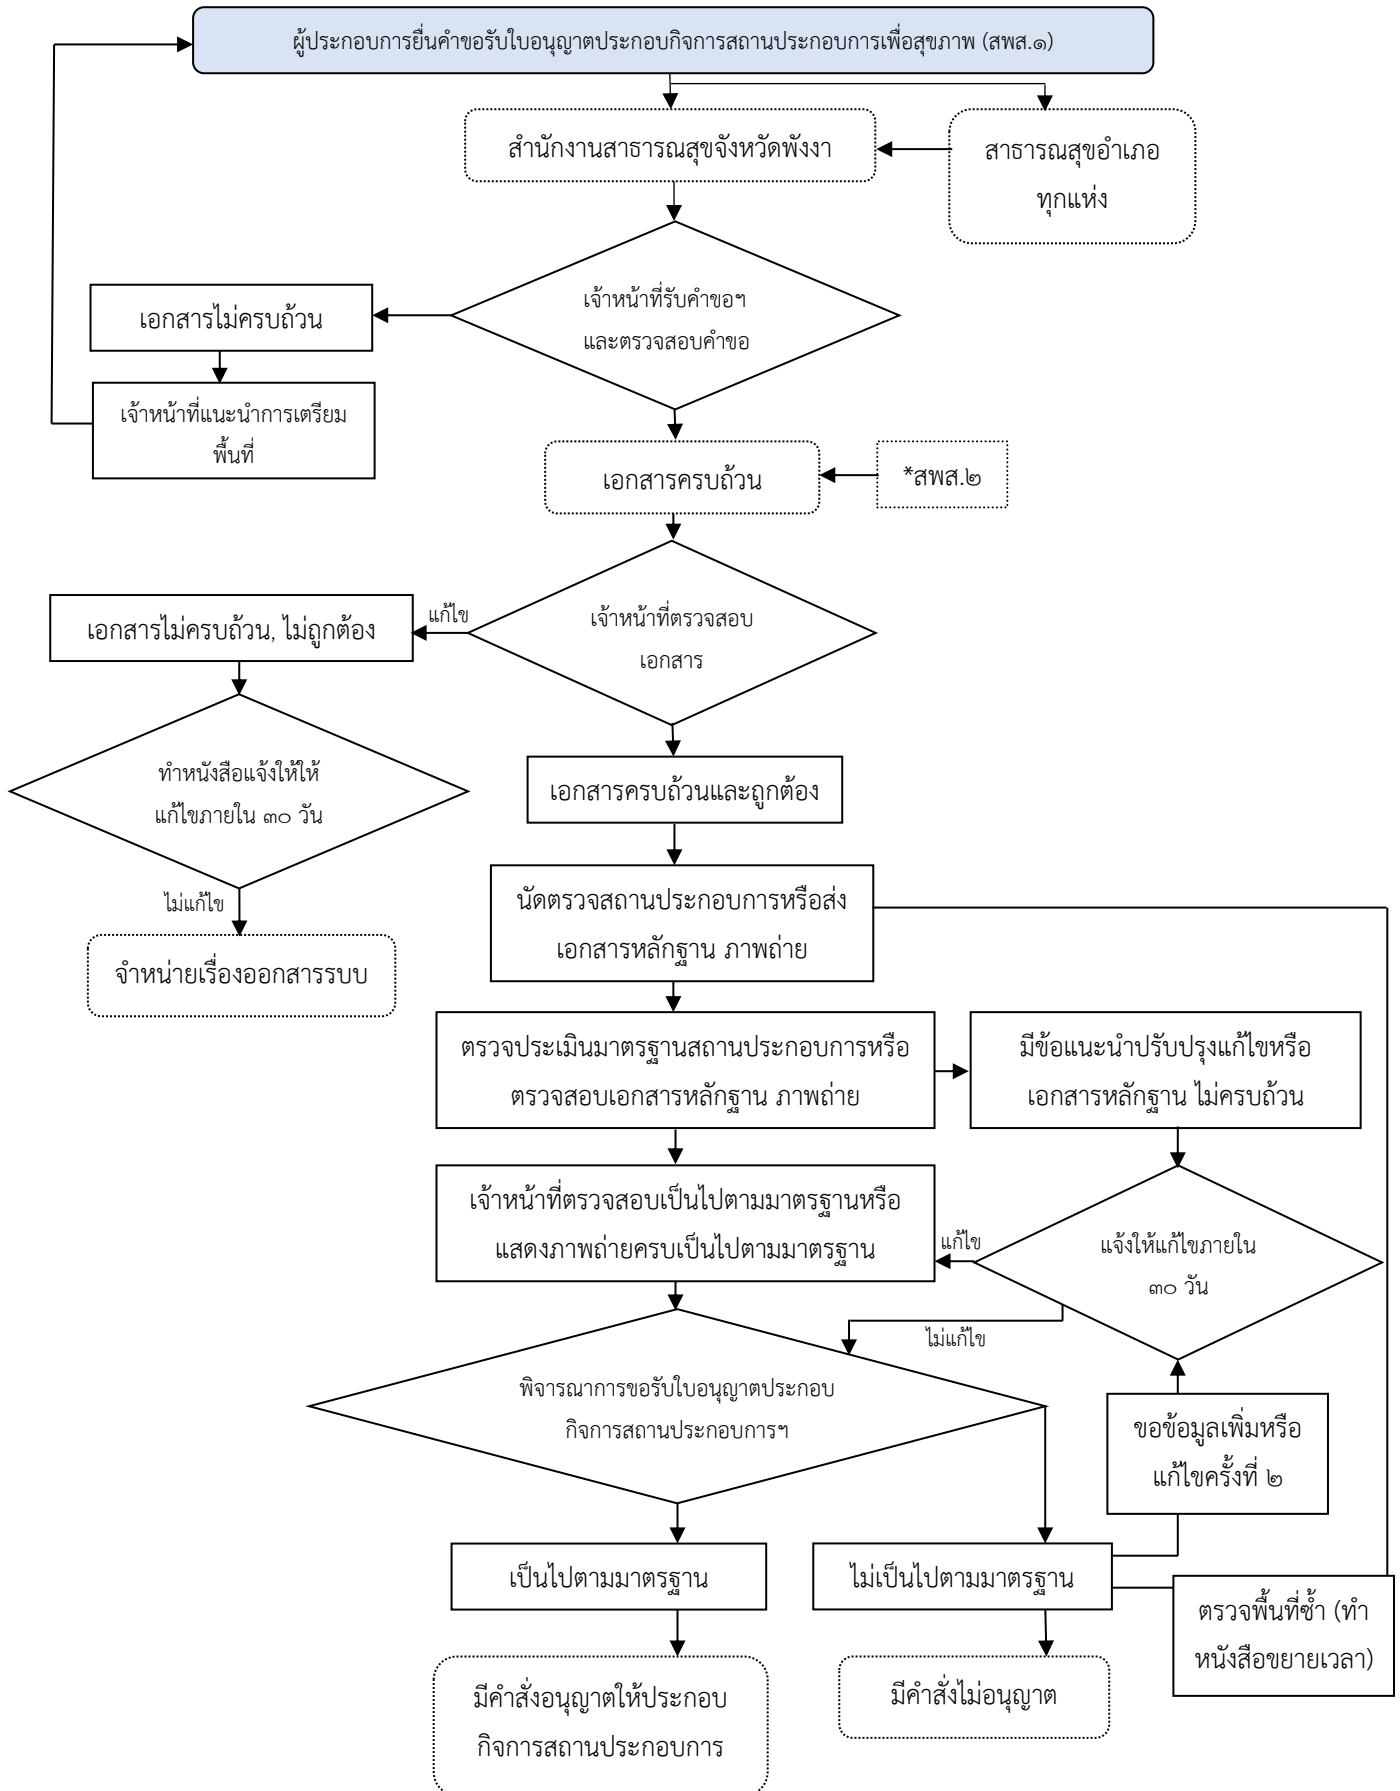 ผู้ประกอบการยื่นคำขอรับใบอนุญาตประกอบกิจการสถานประกอบการเพื่อสุขภาพ (สพส.๑)
สำนักงานสาธารณสุขจังหวัดพังงา
สาธารณสุขอำเภอ
ทุกแห่ง
เจ้าหน้าที่รับคำขอฯ
และตรวจสอบคำขอ
เอกสารไม่ครบถ้วน
เจ้าหน้าที่แนะนำการเตรียม
พื้นที่
เอกสารครบถ้วน
*สพส.๒
เจ้าหน้าที่ตรวจสอบ
เอกสาร
แก้ไข
เอกสารไม่ครบถ้วน, ไม่ถูกต้อง
ทำหนังสือแจ้งให้ให้
แก้ไขภายใน ๓๐ วัน
ไม่แก้ไข
จำหน่ายเรื่องออกสารรบบ
เอกสารครบถ้วนและถูกต้อง
นัดตรวจสถานประกอบการหรือส่ง
เอกสารหลักฐาน ภาพถ่าย
ตรวจประเมินมาตรฐานสถานประกอบการหรือ
ตรวจสอบเอกสารหลักฐาน ภาพถ่าย
มีข้อแนะนำปรับปรุงแก้ไขหรือ
เอกสารหลักฐาน ไม่ครบถ้วน
เจ้าหน้าที่ตรวจสอบเป็นไปตามมาตรฐานหรือ
แสดงภาพถ่ายครบเป็นไปตามมาตรฐาน
แก้ไข
แจ้งให้แก้ไขภายใน
๓๐ วัน
ไม่แก้ไข
พิจารณาการขอรับใบอนุญาตประกอบ
กิจการสถานประกอบการฯ
ขอข้อมูลเพิ่มหรือ
แก้ไขครั้งที่ ๒
เป็นไปตามมาตรฐาน
ไม่เป็นไปตามมาตรฐาน
ตรวจพื้นที่ซ้ำ (ทำ
หนังสือขยายเวลา)
มีคำสั่งอนุญาตให้ประกอบ
กิจการสถานประกอบการ
มีคำสั่งไม่อนุญาต